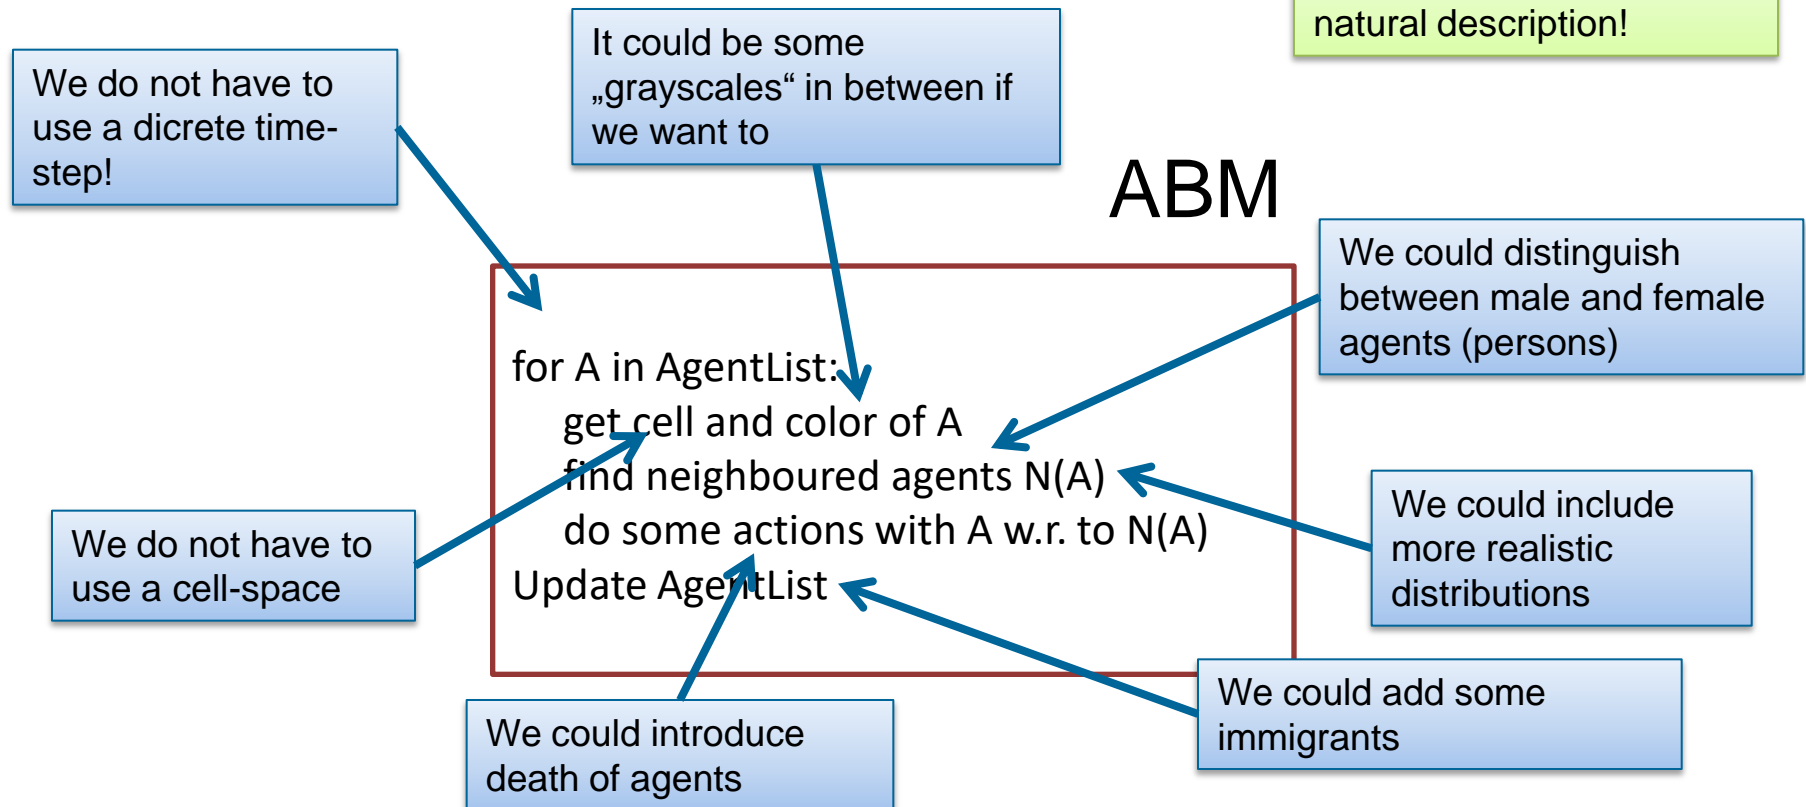 natural description!
It could be some
„grayscales“ in between if
we want to
We do not have to
use a dicrete time-
step!
ABM
We could distinguish
between male and female
agents (persons)
for A in AgentList:
get cell and color of A
find neighboured agents N(A)
do some actions with A w.r. to N(A)
Update AgentList
We do not have to
use a cell-space
We could include
more realistic
distributions
We could add some
immigrants
We could introduce
death of agents